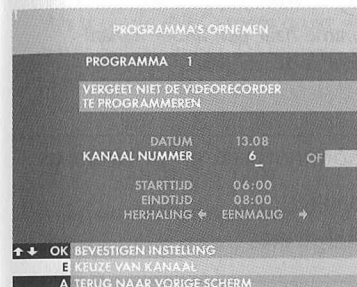 PROGRAMMA'S OPNEMEN
PROGRAMMA 1
VERGEET NIET DE VIDEORECORDER
TE PROGRAMMEREN
DATUM 13.08
KANAAL NUMMER 6_ OF
STARTTIJD 06:00
EINDTIJD 08:00
HERHALING ← EENMALIG →
↑↓ OK BEVESTIGEN INSTELLING
E KEUZE VAN KANAAL
A TERUG NAAR VORIGE SCHERM